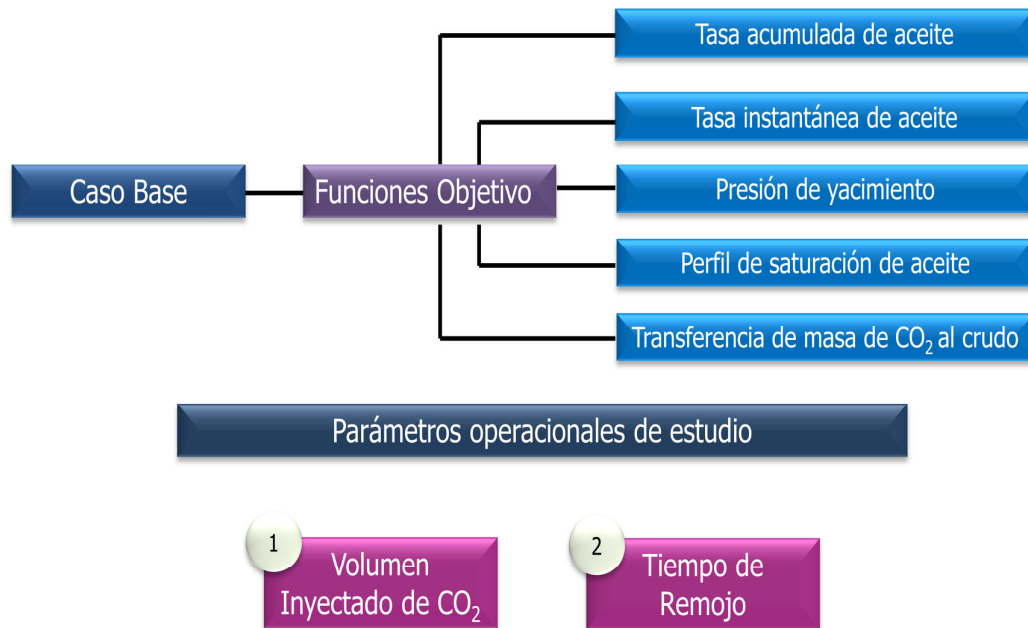 Tasa acumulada de aceite
Tasa instantánea de aceite
Caso Base
Funciones Objetivo
Presión de yacimiento
Perfil de saturación de aceite
Transferencia de masa de CO₂ al crudo
Parámetros operacionales de estudio
1
Volumen
Inyectado de CO₂
2
Tiempo de
Remojo